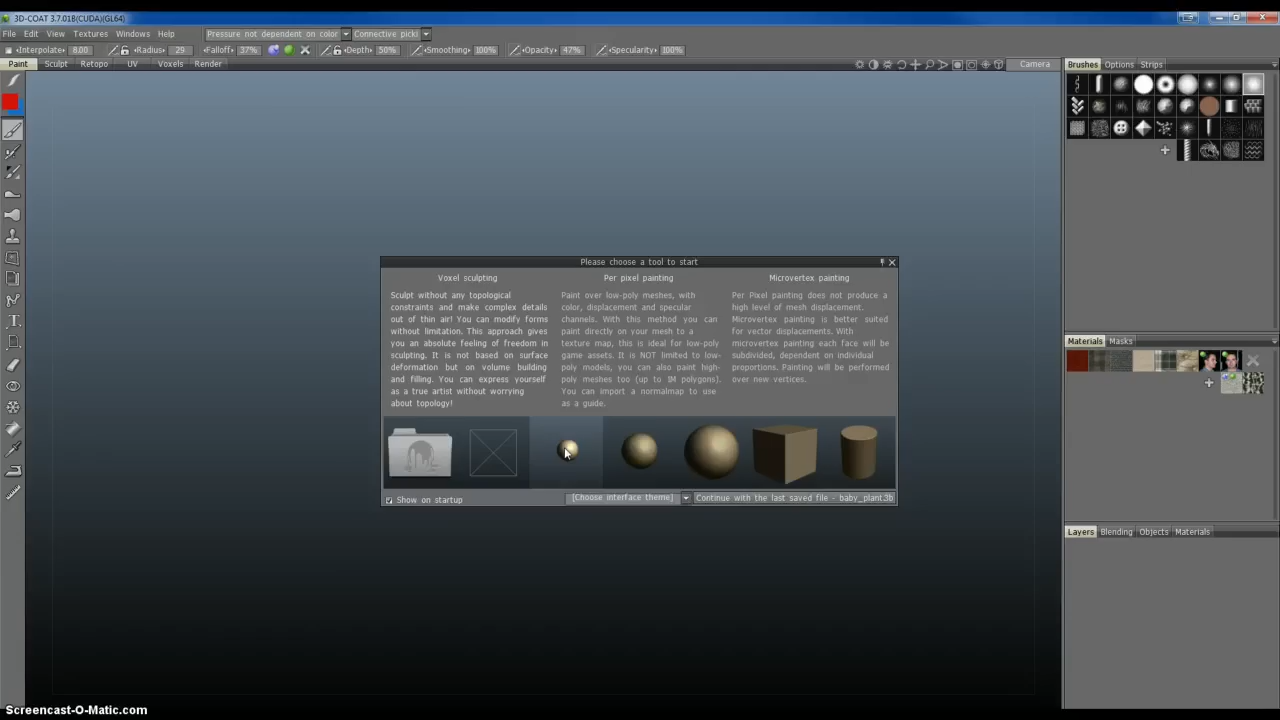 3D-COAT 3.7.01B(CUDA)(GL64)
File Edit View Textures Windows Help Pressure not dependent on color Connective picki
Interpolate 8.00 Radius 29 Falloff 37% Depth: 50% Smoothing 100% Opacity 47% Specularity 100%
Paint Sculpt Retopo UV Voxels Render Camera
Brushes Options Strips
Please choose a tool to start
Voxel sculpting
Sculpt without any topological
constraints and make complex details
out of thin air! You can modify forms
without limitation. This approach gives
you an absolute feeling of freedom in
sculpting. It is not based on surface
deformation but on volume building
and filling. You can express yourself
as a true artist without worrying
about topology!
Per pixel painting
Paint over low-poly meshes, with
color, displacement and specular
channels. With this method you can
paint directly on your mesh to a
texture map, this is ideal for low-poly
game assets. It is NOT limited to low-
poly models, you can also paint high-
poly meshes too (up to 1M polygons).
You can import a normalmap to use
as a guide.
Microvertex painting
Per Pixel painting does not produce a
high level of mesh displacement.
Microvertex painting is better suited
for vector displacements. With
microvertex painting each face will be
subdivided, dependent on individual
proportions. Painting will be performed
over new vertices.
Show on startup
[Choose interface theme]
Continue with the last saved file - baby_plant.3b
Materials Masks
Layers Blending Objects Materials
Screencast-O-Matic.com